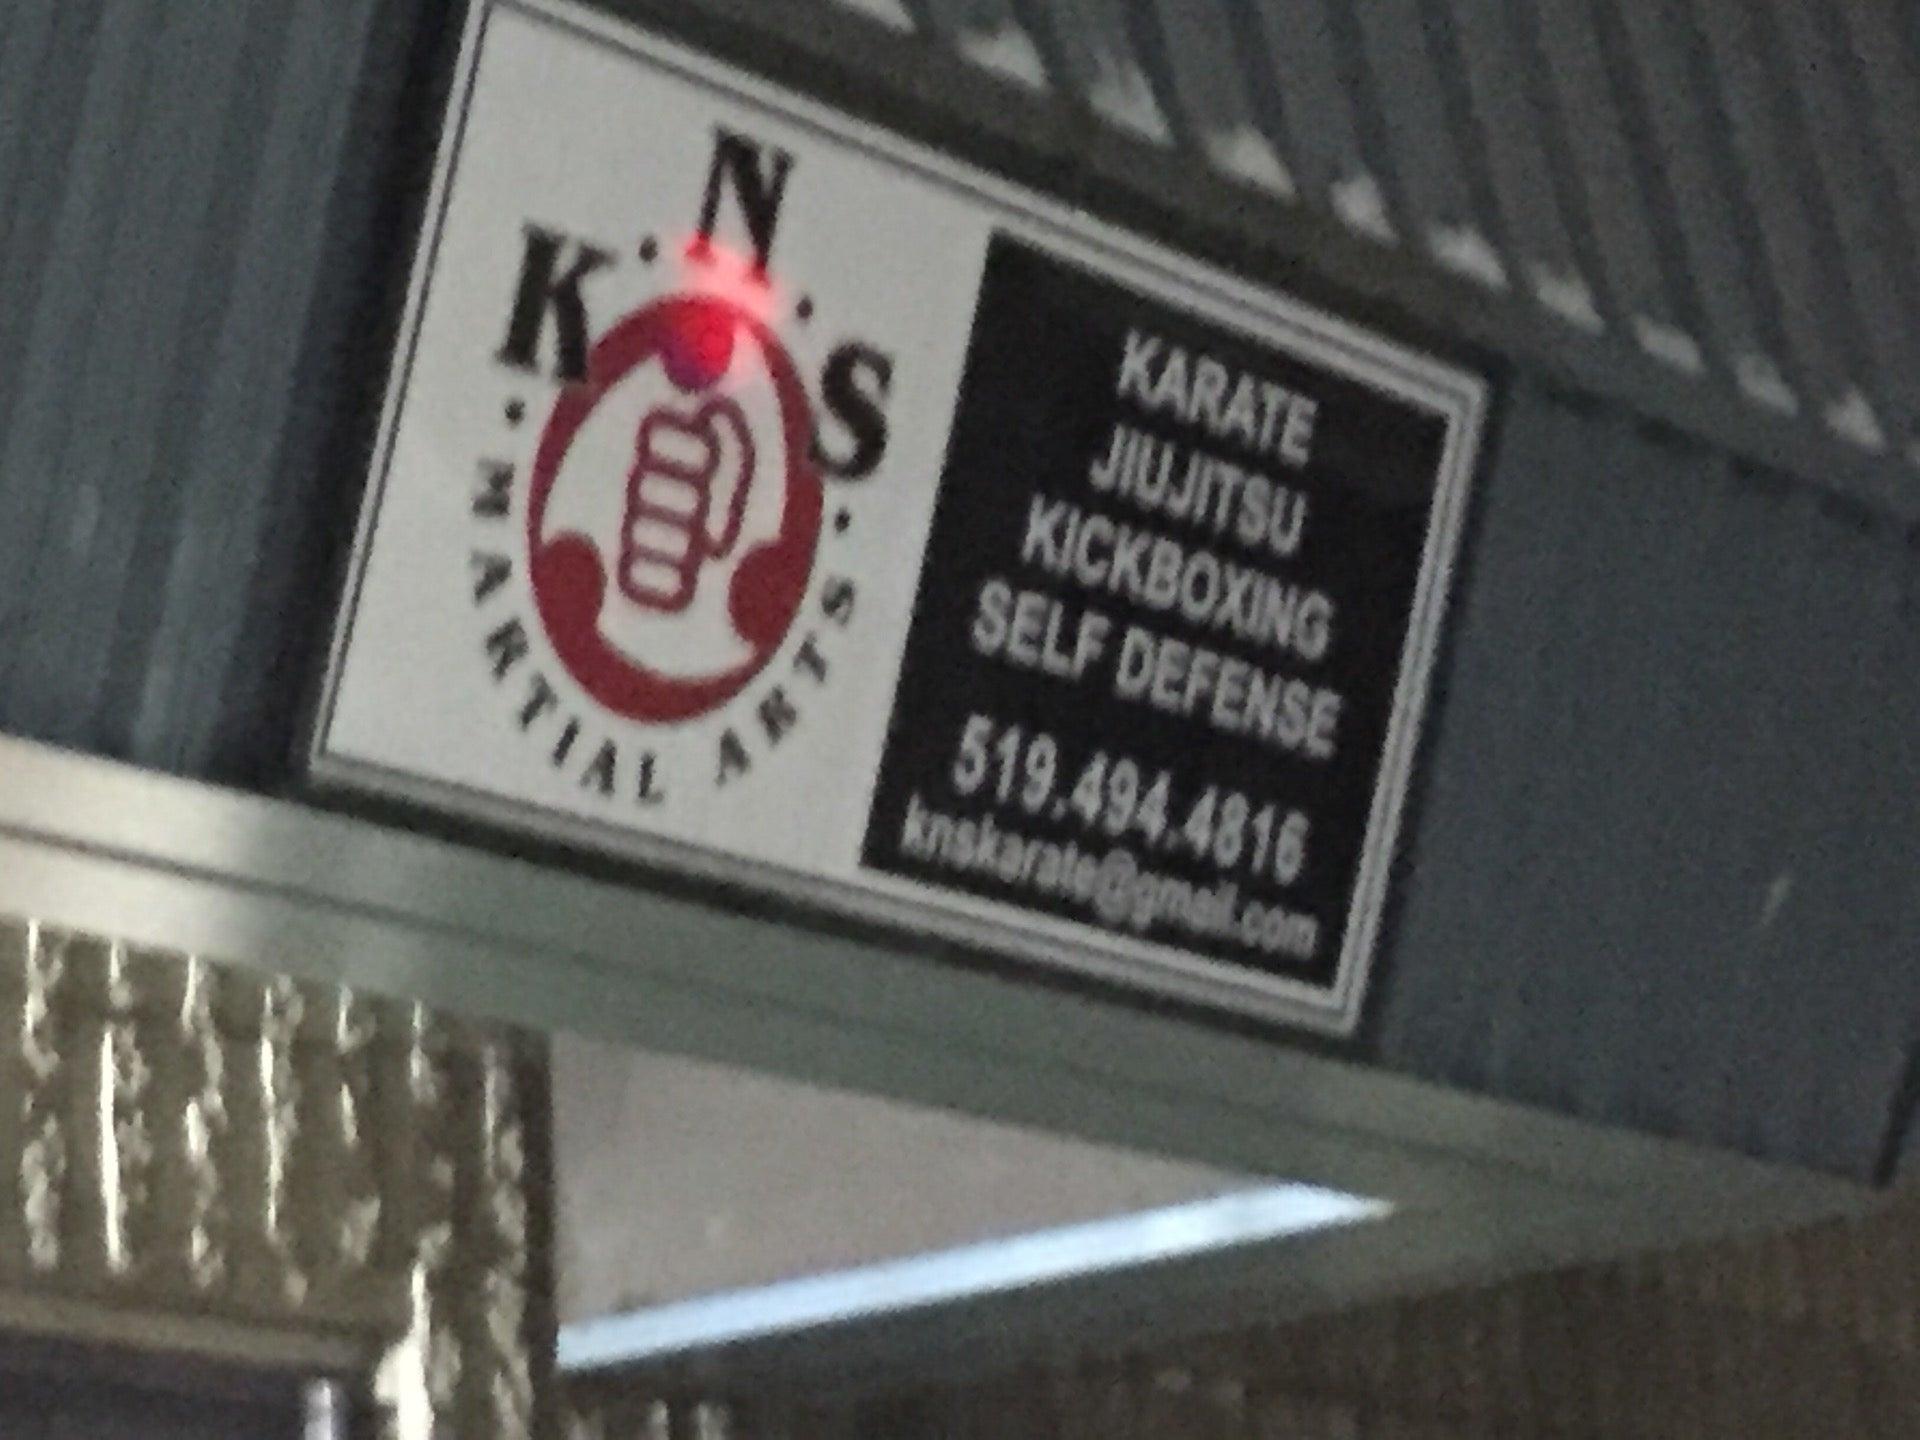 K·N·S
·MARTIAL ARTS·
KARATE
JIUJITSU
KICKBOXING
SELF DEFENSE
519.494.4816
knskarate@gmail.com